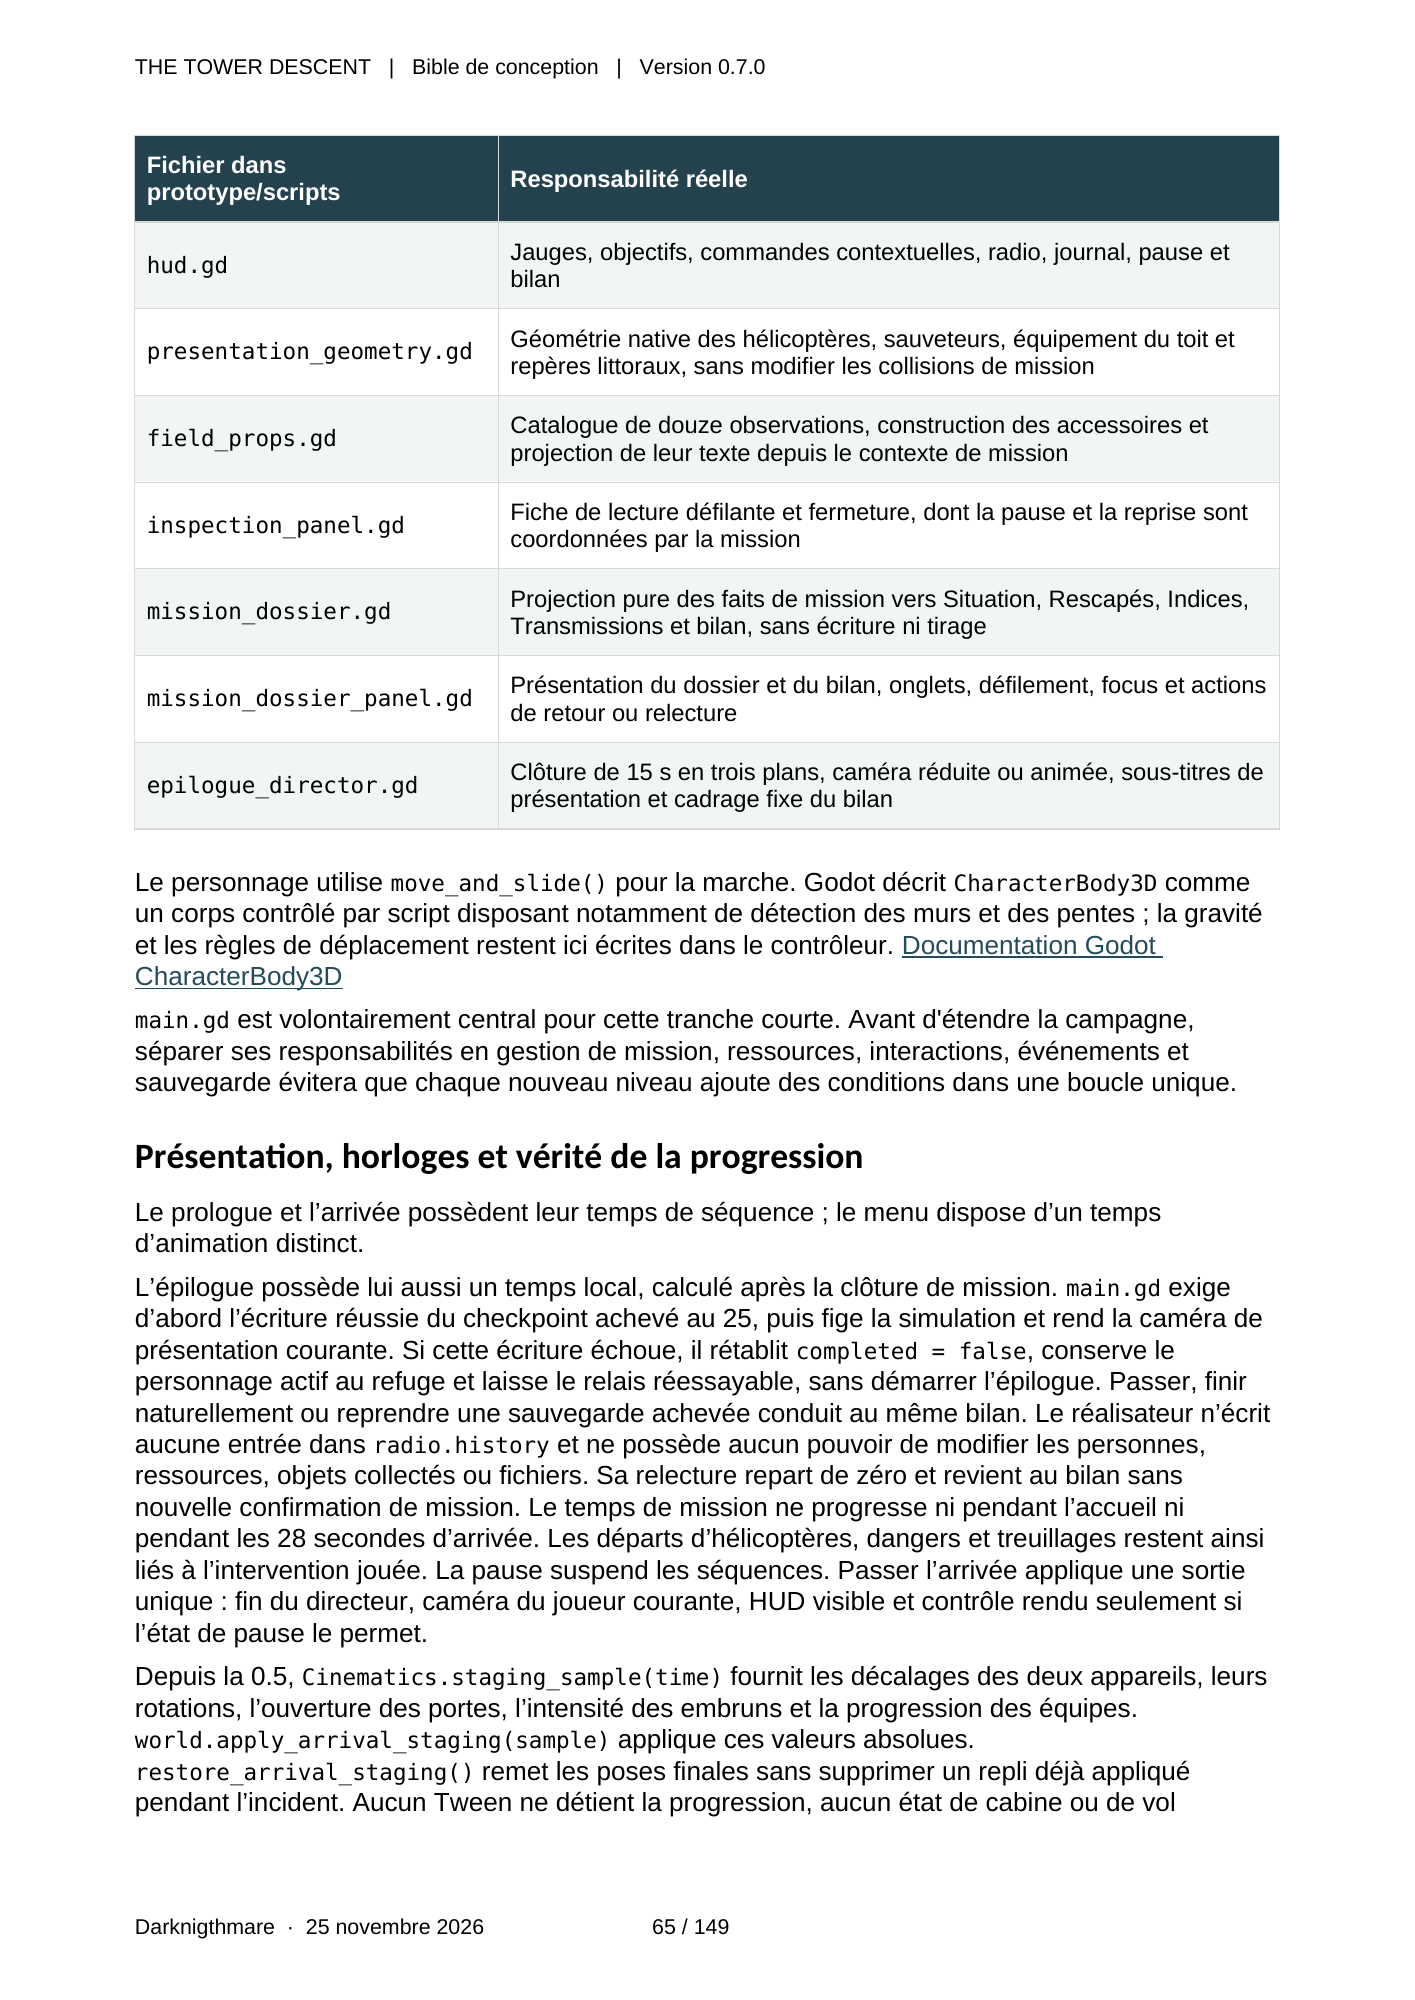 THE TOWER DESCENT | Bible de conception | Version 0.7.0
Fichier dans
prototype/scripts
Responsabilité réelle
hud.gd
Jauges, objectifs, commandes contextuelles, radio, journal, pause et
bilan
presentation_geometry.gd
Géométrie native des hélicoptères, sauveteurs, équipement du toit et
repères littoraux, sans modifier les collisions de mission
field_props.gd
Catalogue de douze observations, construction des accessoires et
projection de leur texte depuis le contexte de mission
inspection_panel.gd
Fiche de lecture défilante et fermeture, dont la pause et la reprise sont
coordonnées par la mission
mission_dossier.gd
Projection pure des faits de mission vers Situation, Rescapés, Indices,
Transmissions et bilan, sans écriture ni tirage
mission_dossier_panel.gd
Présentation du dossier et du bilan, onglets, défilement, focus et actions
de retour ou relecture
epilogue_director.gd
Clôture de 15 s en trois plans, caméra réduite ou animée, sous-titres de
présentation et cadrage fixe du bilan
Le personnage utilise move_and_slide() pour la marche. Godot décrit CharacterBody3D comme
un corps contrôlé par script disposant notamment de détection des murs et des pentes ; la gravité
et les règles de déplacement restent ici écrites dans le contrôleur. Documentation Godot
CharacterBody3D
main.gd est volontairement central pour cette tranche courte. Avant d'étendre la campagne,
séparer ses responsabilités en gestion de mission, ressources, interactions, événements et
sauvegarde évitera que chaque nouveau niveau ajoute des conditions dans une boucle unique.
Présentation, horloges et vérité de la progression
Le prologue et l’arrivée possèdent leur temps de séquence ; le menu dispose d’un temps
d’animation distinct.
L’épilogue possède lui aussi un temps local, calculé après la clôture de mission. main.gd exige
d’abord l’écriture réussie du checkpoint achevé au 25, puis fige la simulation et rend la caméra de
présentation courante. Si cette écriture échoue, il rétablit completed = false, conserve le
personnage actif au refuge et laisse le relais réessayable, sans démarrer l’épilogue. Passer, finir
naturellement ou reprendre une sauvegarde achevée conduit au même bilan. Le réalisateur n’écrit
aucune entrée dans radio.history et ne possède aucun pouvoir de modifier les personnes,
ressources, objets collectés ou fichiers. Sa relecture repart de zéro et revient au bilan sans
nouvelle confirmation de mission. Le temps de mission ne progresse ni pendant l’accueil ni
pendant les 28 secondes d’arrivée. Les départs d’hélicoptères, dangers et treuillages restent ainsi
liés à l’intervention jouée. La pause suspend les séquences. Passer l’arrivée applique une sortie
unique : fin du directeur, caméra du joueur courante, HUD visible et contrôle rendu seulement si
l’état de pause le permet.
Depuis la 0.5, Cinematics.staging_sample(time) fournit les décalages des deux appareils, leurs
rotations, l’ouverture des portes, l’intensité des embruns et la progression des équipes.
world.apply_arrival_staging(sample) applique ces valeurs absolues.
restore_arrival_staging() remet les poses finales sans supprimer un repli déjà appliqué
pendant l’incident. Aucun Tween ne détient la progression, aucun état de cabine ou de vol
Darknigthmare · 25 novembre 2026
65 / 149